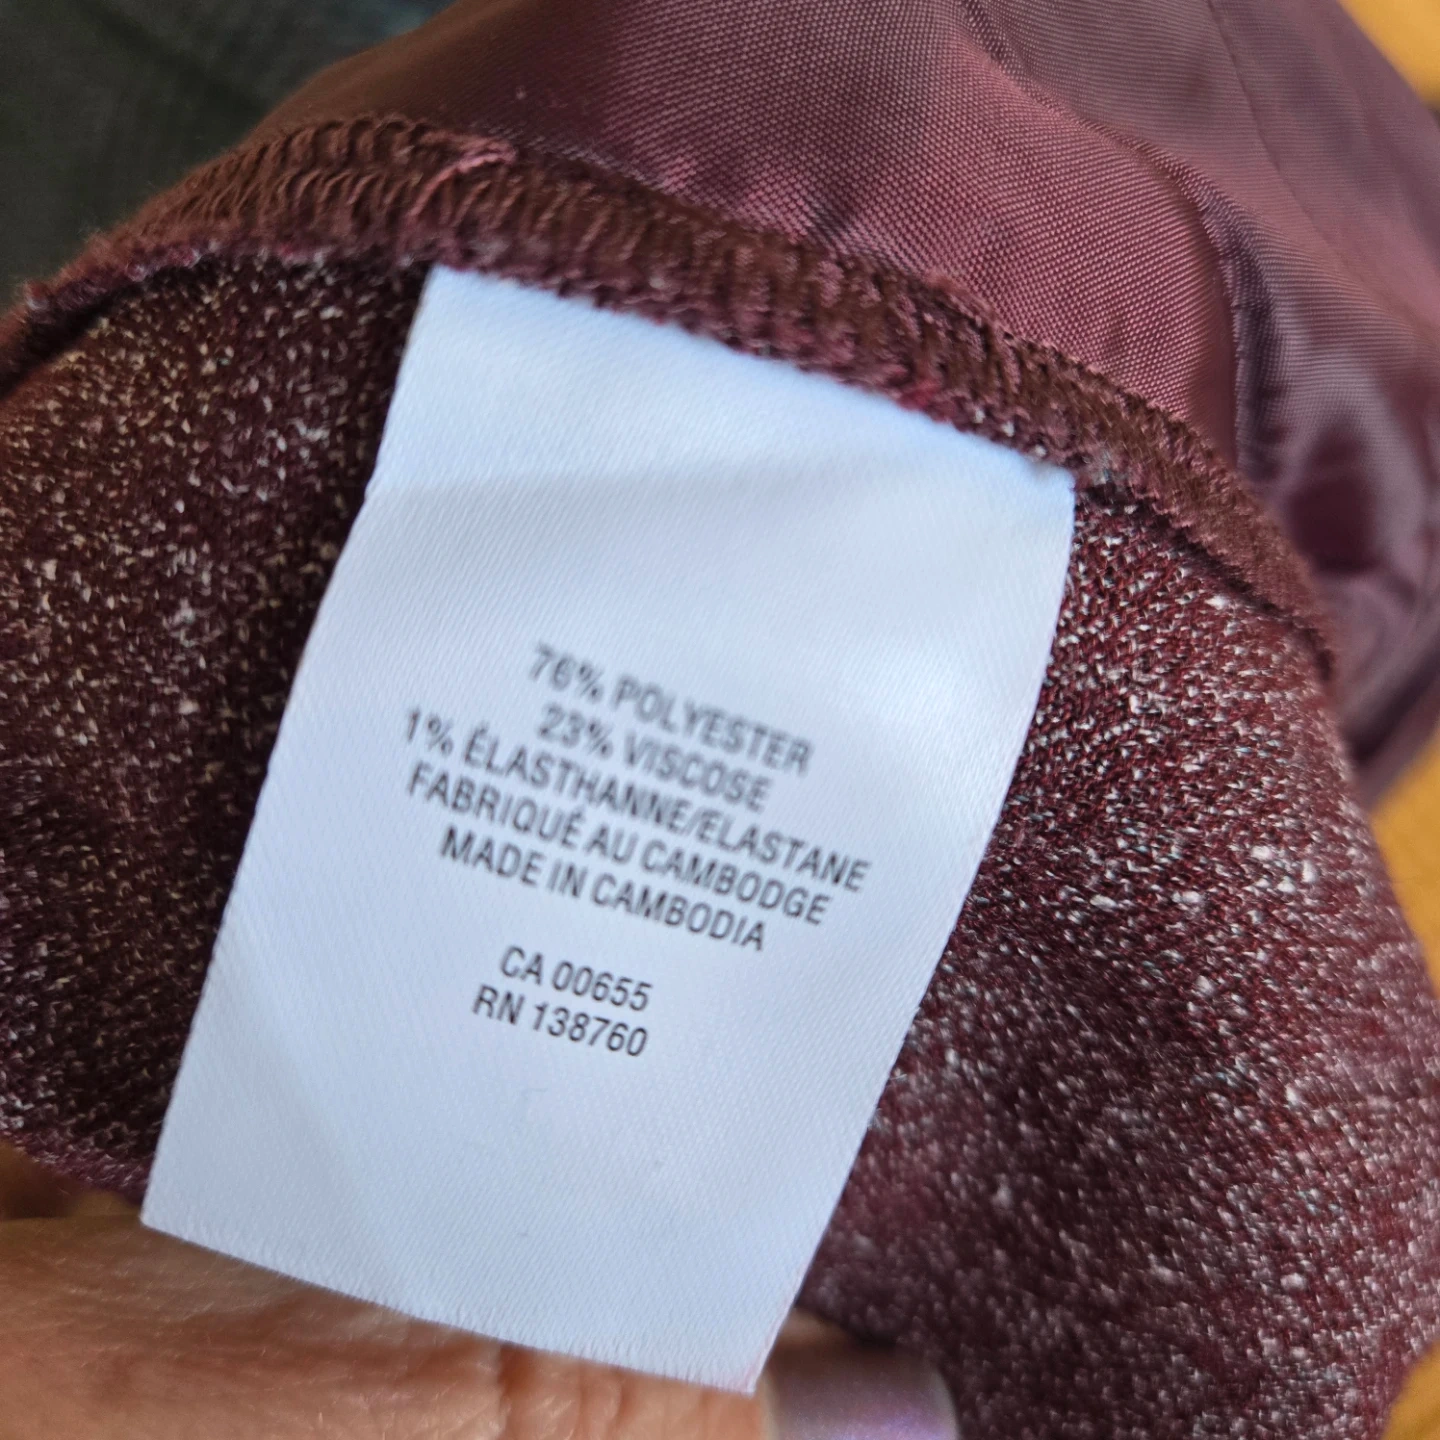 76% POLYESTER
23% VISCOSE
1% ÉLASTHANNE/ELASTANE
FABRIQUÉ AU CAMBODGE
MADE IN CAMBODIA
CA 00655
RN 138760